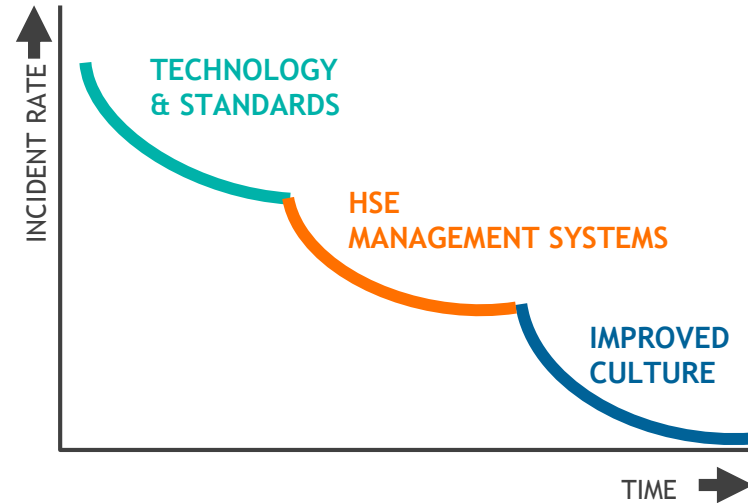 INCIDENT RATE
TECHNOLOGY
& STANDARDS
HSE
MANAGEMENT SYSTEMS
IMPROVED
CULTURE
TIME